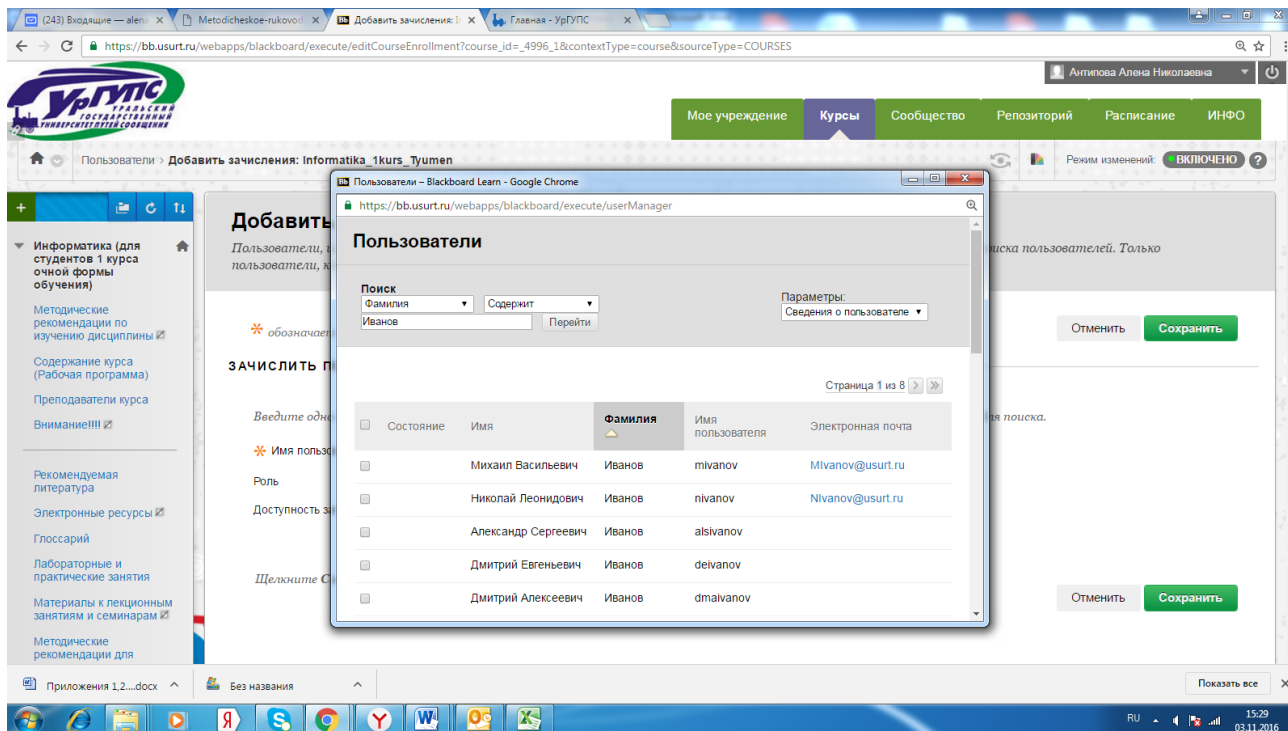 (243) Входящие — alen
Metodicheskoe-rukovod
Добавить зачисления: I
Главная - УрГУПС
https://bb.usurt.ru/webapps/blackboard/execute/editCourseEnrollment?course_id=_4996_1&contextType=course&sourceType=COURSES
УрГУПС
УРАЛЬСКИЙ
ГОСУДАРСТВЕННЫЙ
УНИВЕРСИТЕТ ПУТЕЙ СООБЩЕНИЯ
Антипова Алена Николаевна
Мое учреждение Курсы Сообщество Репозиторий Расписание ИНФО
Пользователи > Добавить зачисления: Informatika_1kurs_Tyumen
Режим изменений: ВКЛЮЧЕНО ?
Информатика (для
студентов 1 курса
очной формы
обучения)
Методические
рекомендации по
изучению дисциплины
Содержание курса
(Рабочая программа)
Преподаватели курса
Внимание!!!!
Рекомендуемая
литература
Электронные ресурсы
Глоссарий
Лабораторные и
практические занятия
Материалы к лекционным
занятиям и семинарам
Методические
рекомендации для
Добавить
Пользователи,
иска пользователей. Только
пользователи, к
обозначает
Отменить Сохранить
ЗАЧИСЛИТЬ П
Введите одно
ля поиска.
Имя пользо
Роль
Доступность з
Щелкните С
Отменить Сохранить
Пользователи – Blackboard Learn - Google Chrome
https://bb.usurt.ru/webapps/blackboard/execute/userManager
Пользователи
Поиск
Фамилия Содержит
Иванов Перейти
Параметры:
Сведения о пользователе
Страница 1 из 8
Состояние Имя Фамилия Имя пользователя Электронная почта
Михаил Васильевич Иванов mivanov MIvanov@usurt.ru
Николай Леонидович Иванов nivanov NIvanov@usurt.ru
Александр Сергеевич Иванов alsivanov
Дмитрий Евгеньевич Иванов deivanov
Дмитрий Алексеевич Иванов dmaivanov
Приложения 1,2....docx
Без названия
Показать все
RU
15:29
03.11.2016